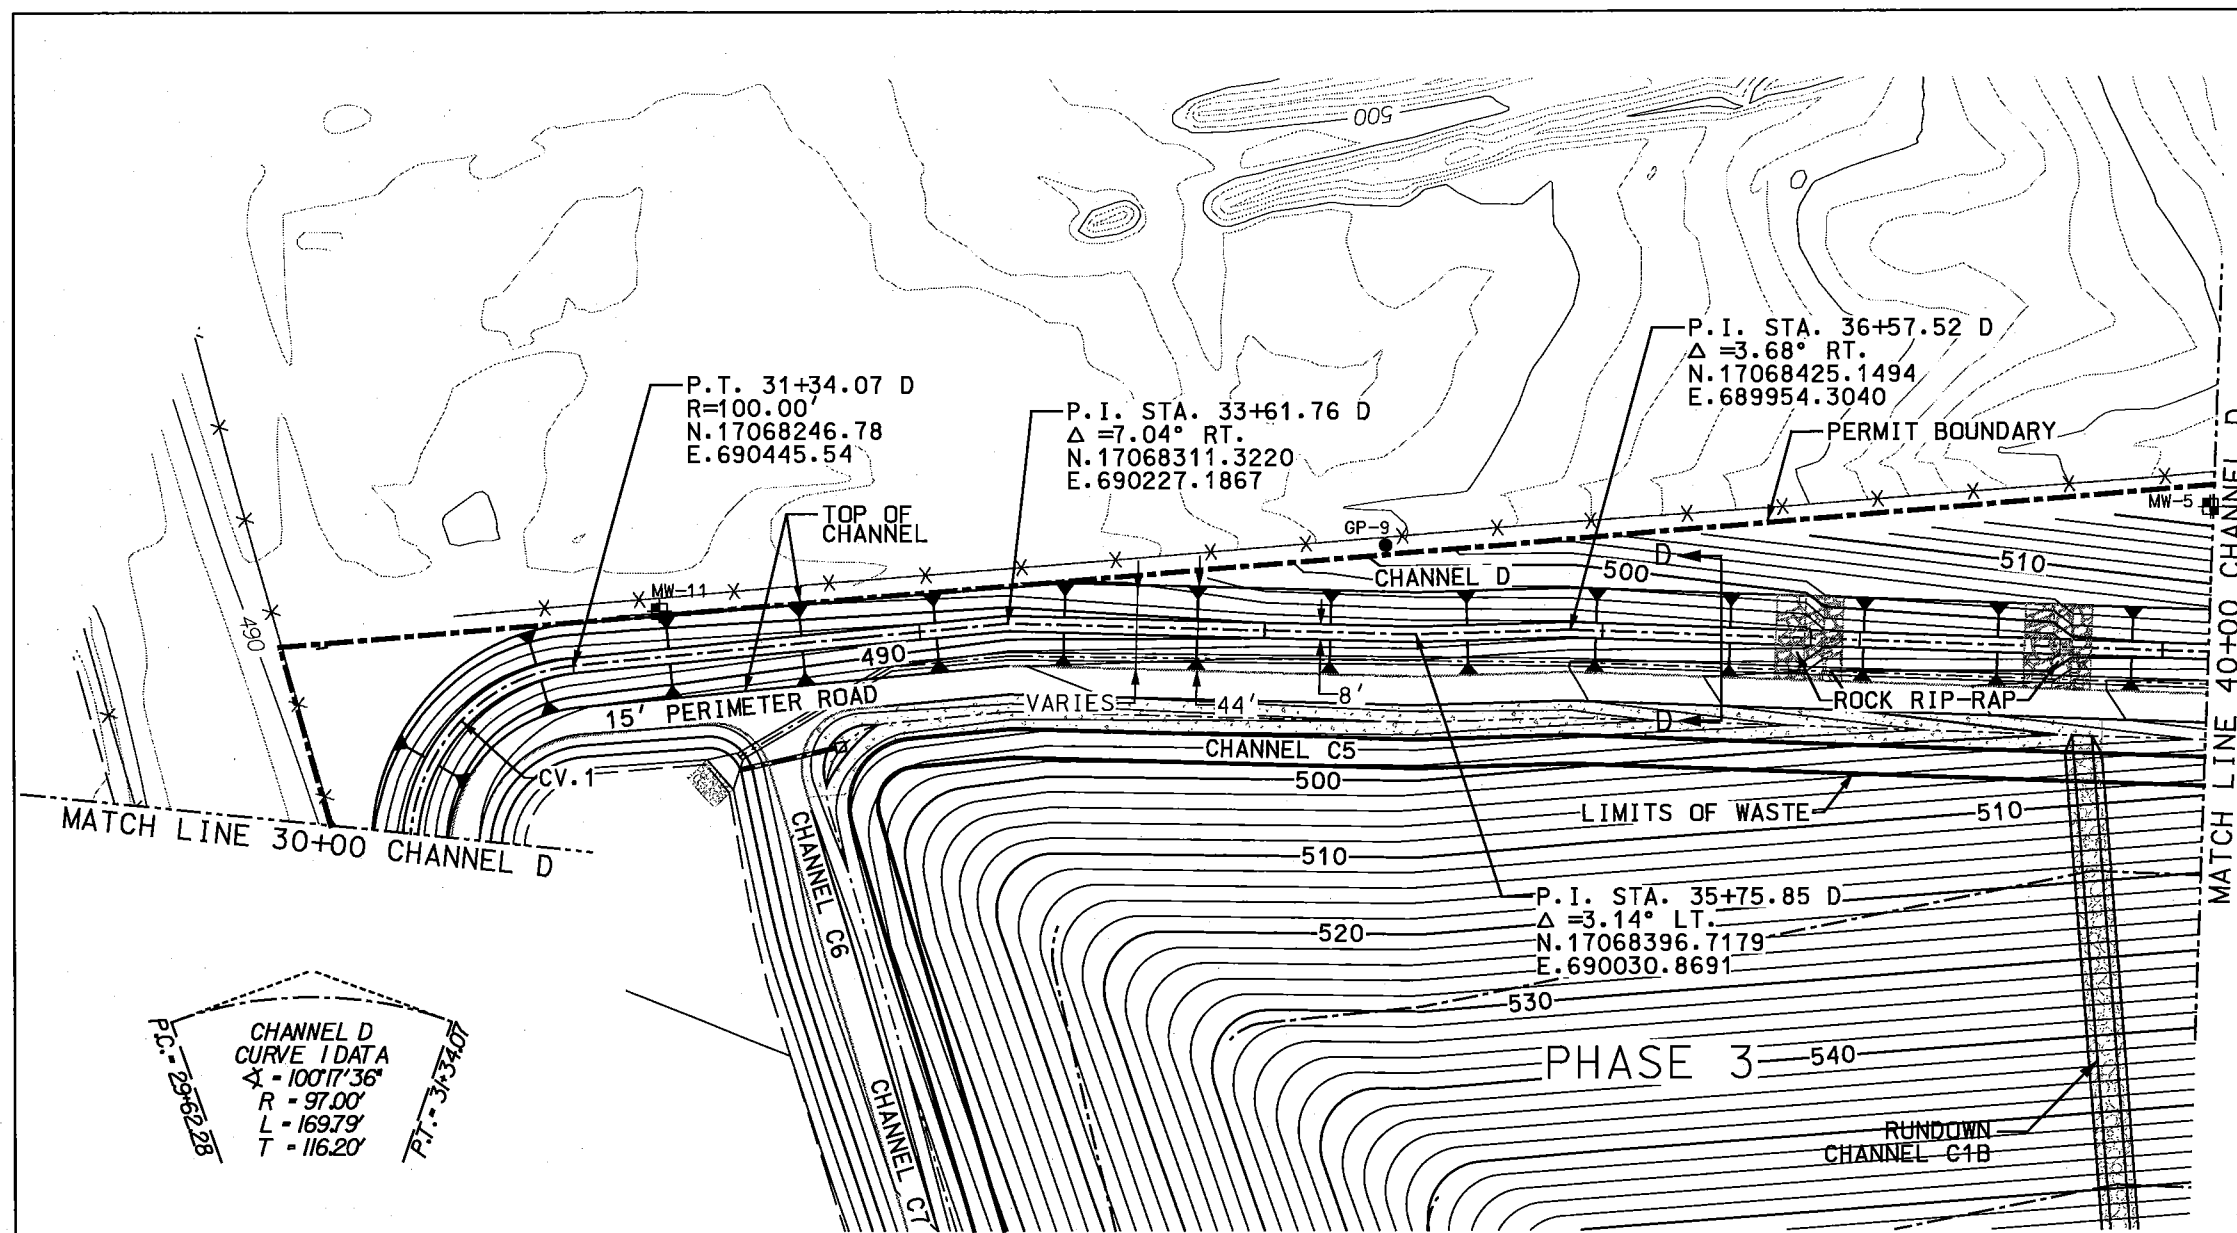 500
P.I. STA. 36+57.52 D
Δ =3.68° RT.
N.17068425.1494
E.689954.3040
P.T. 31+34.07 D
R=100.00'
N.17068246.78
E.690445.54
P.I. STA. 33+61.76 D
Δ =7.04° RT.
N.17068311.3220
E.690227.1867
PERMIT BOUNDARY
MW-5
TOP OF
CHANNEL
GP-9
D
510
CHANNEL D
500
MW-11
490
490
15' PERIMETER ROAD
VARIES
44'
8'
ROCK RIP-RAP
D
CHANNEL C5
CV.1
500
LIMITS OF WASTE
510
MATCH LINE 30+00 CHANNEL D
MATCH LINE 40+00 CHANNEL D
CHANNEL C6
510
P.I. STA. 35+75.85 D
Δ =3.14° LT.
N.17068396.7179
E.690030.8691
520
530
PHASE 3
540
CHANNEL C7
RUNDOWN
CHANNEL C1B
CHANNEL D
CURVE 1 DATA
∡ = 100°17'36"
R = 97.00'
L = 169.79'
T = 116.20'
P.C. = 29+62.28
P.T. = 31+34.07